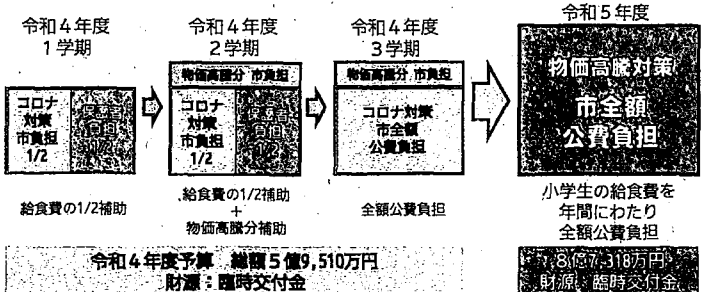 令和4年度
1学期
コロナ
対策
市負担
1/2
負担
1/2
給食費の1/2補助
令和4年度
2学期
物価高騰分 市負担
コロナ
対策
市負担
1/2
負担
1/2
給食費の1/2補助
+
物価高騰分補助
令和4年度
3学期
物価高騰分 市負担
コロナ対策
市全額
公費負担
全額公費負担
令和4年度予算 総額5億9,510万円
財源:臨時交付金
令和5年度
物価高騰対策
市全額
公費負担
小学生の給食費を
年間にわたり
全額公費負担
7,318万円
財源 臨時交付金